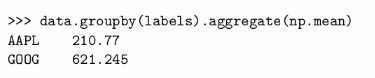 >>> data.groupby(labels).aggregate(np.mean)
AAPL    210.77
GOOG    621.245